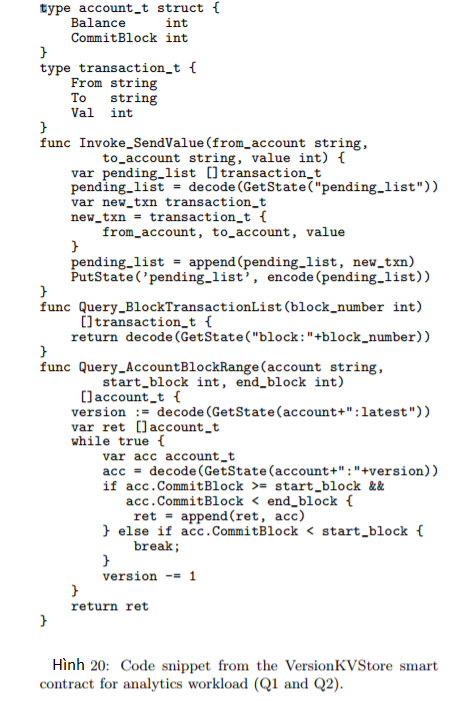 type account_t struct {
Balance int
CommitBlock int
}
type transaction_t {
From string
To string
Val int
}
func Invoke_SendValue(from_account string,
to_account string, value int) {
var pending_list []transaction_t
pending_list = decode(GetState("pending_list"))
var new_txn transaction_t
new_txn = transaction_t {
from_account, to_account, value
}
pending_list = append(pending_list, new_txn)
PutState('pending_list', encode(pending_list))
}
func Query_BlockTransactionList(block_number int)
[]transaction_t {
return decode(GetState("block:"+block_number))
}
func Query_AccountBlockRange(account string,
start_block int, end_block int)
[]account_t {
version := decode(GetState(account+":latest"))
var ret []account_t
while true {
var acc account_t
acc = decode(GetState(account+":"+version))
if acc.CommitBlock >= start_block &&
acc.CommitBlock < end_block {
ret = append(ret, acc)
} else if acc.CommitBlock < start_block {
break;
}
version -= 1
}
return ret
}
Hình 20: Code snippet from the VersionKVStore smart
contract for analytics workload (Q1 and Q2).